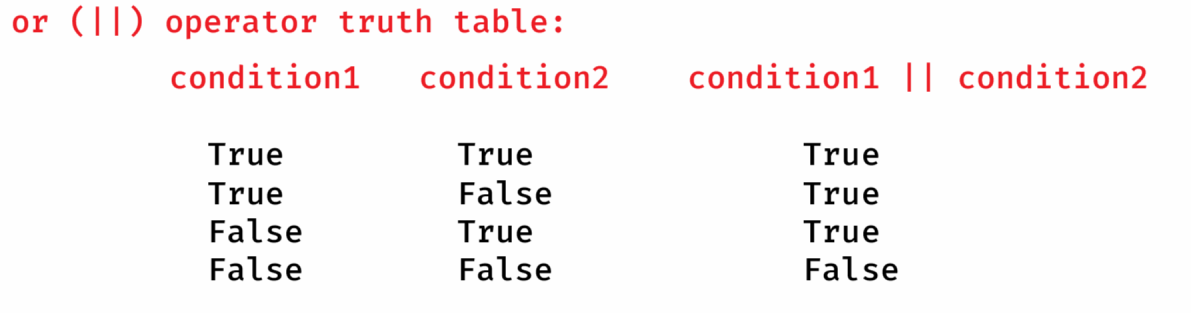 or (||) operator truth table:
condition1 condition2 condition1 || condition2
True True True
True False True
False True True
False False False